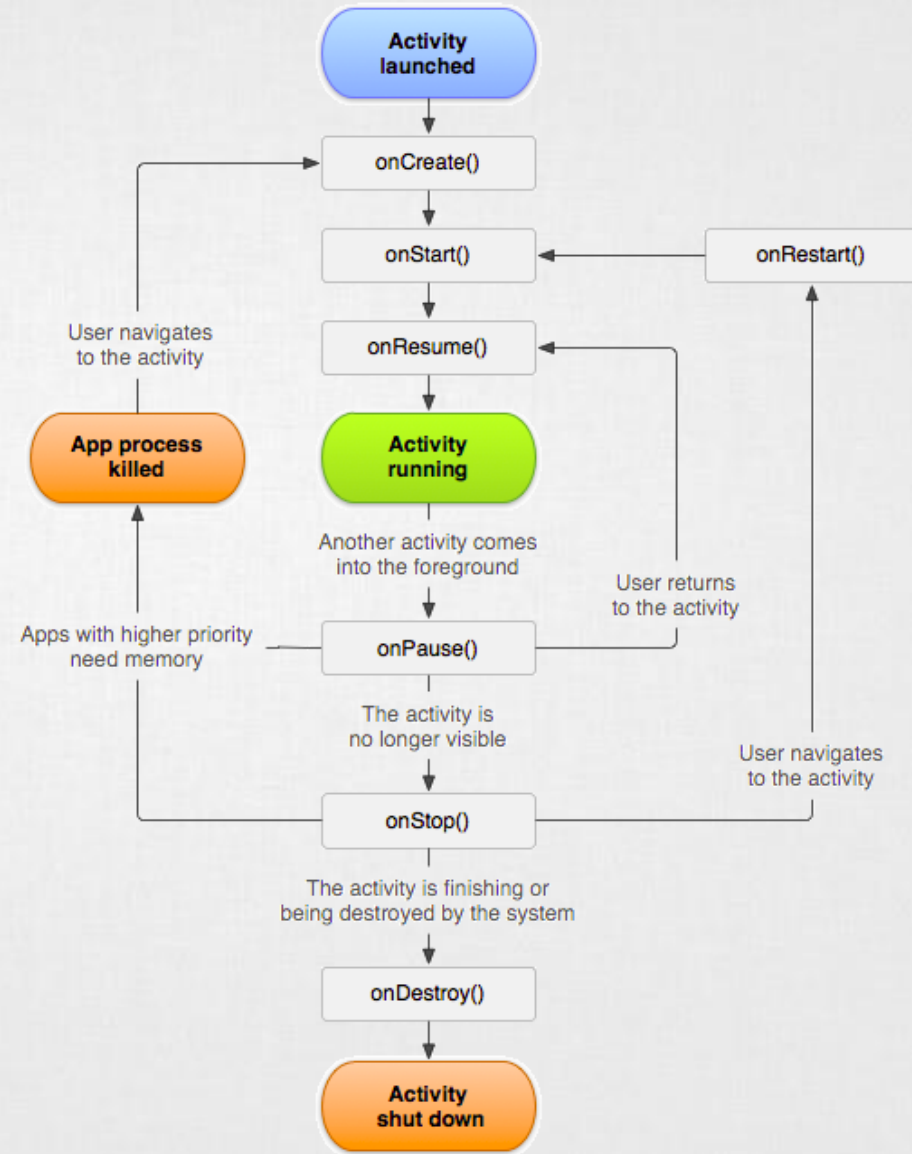 Activity
launched
onCreate()
onStart()
onRestart()
onResume()
User navigates
to the activity
App process
killed
Activity
running
Another activity comes
into the foreground
User returns
to the activity
Apps with higher priority
need memory
onPause()
The activity is
no longer visible
User navigates
to the activity
onStop()
The activity is finishing or
being destroyed by the system
onDestroy()
Activity
shut down